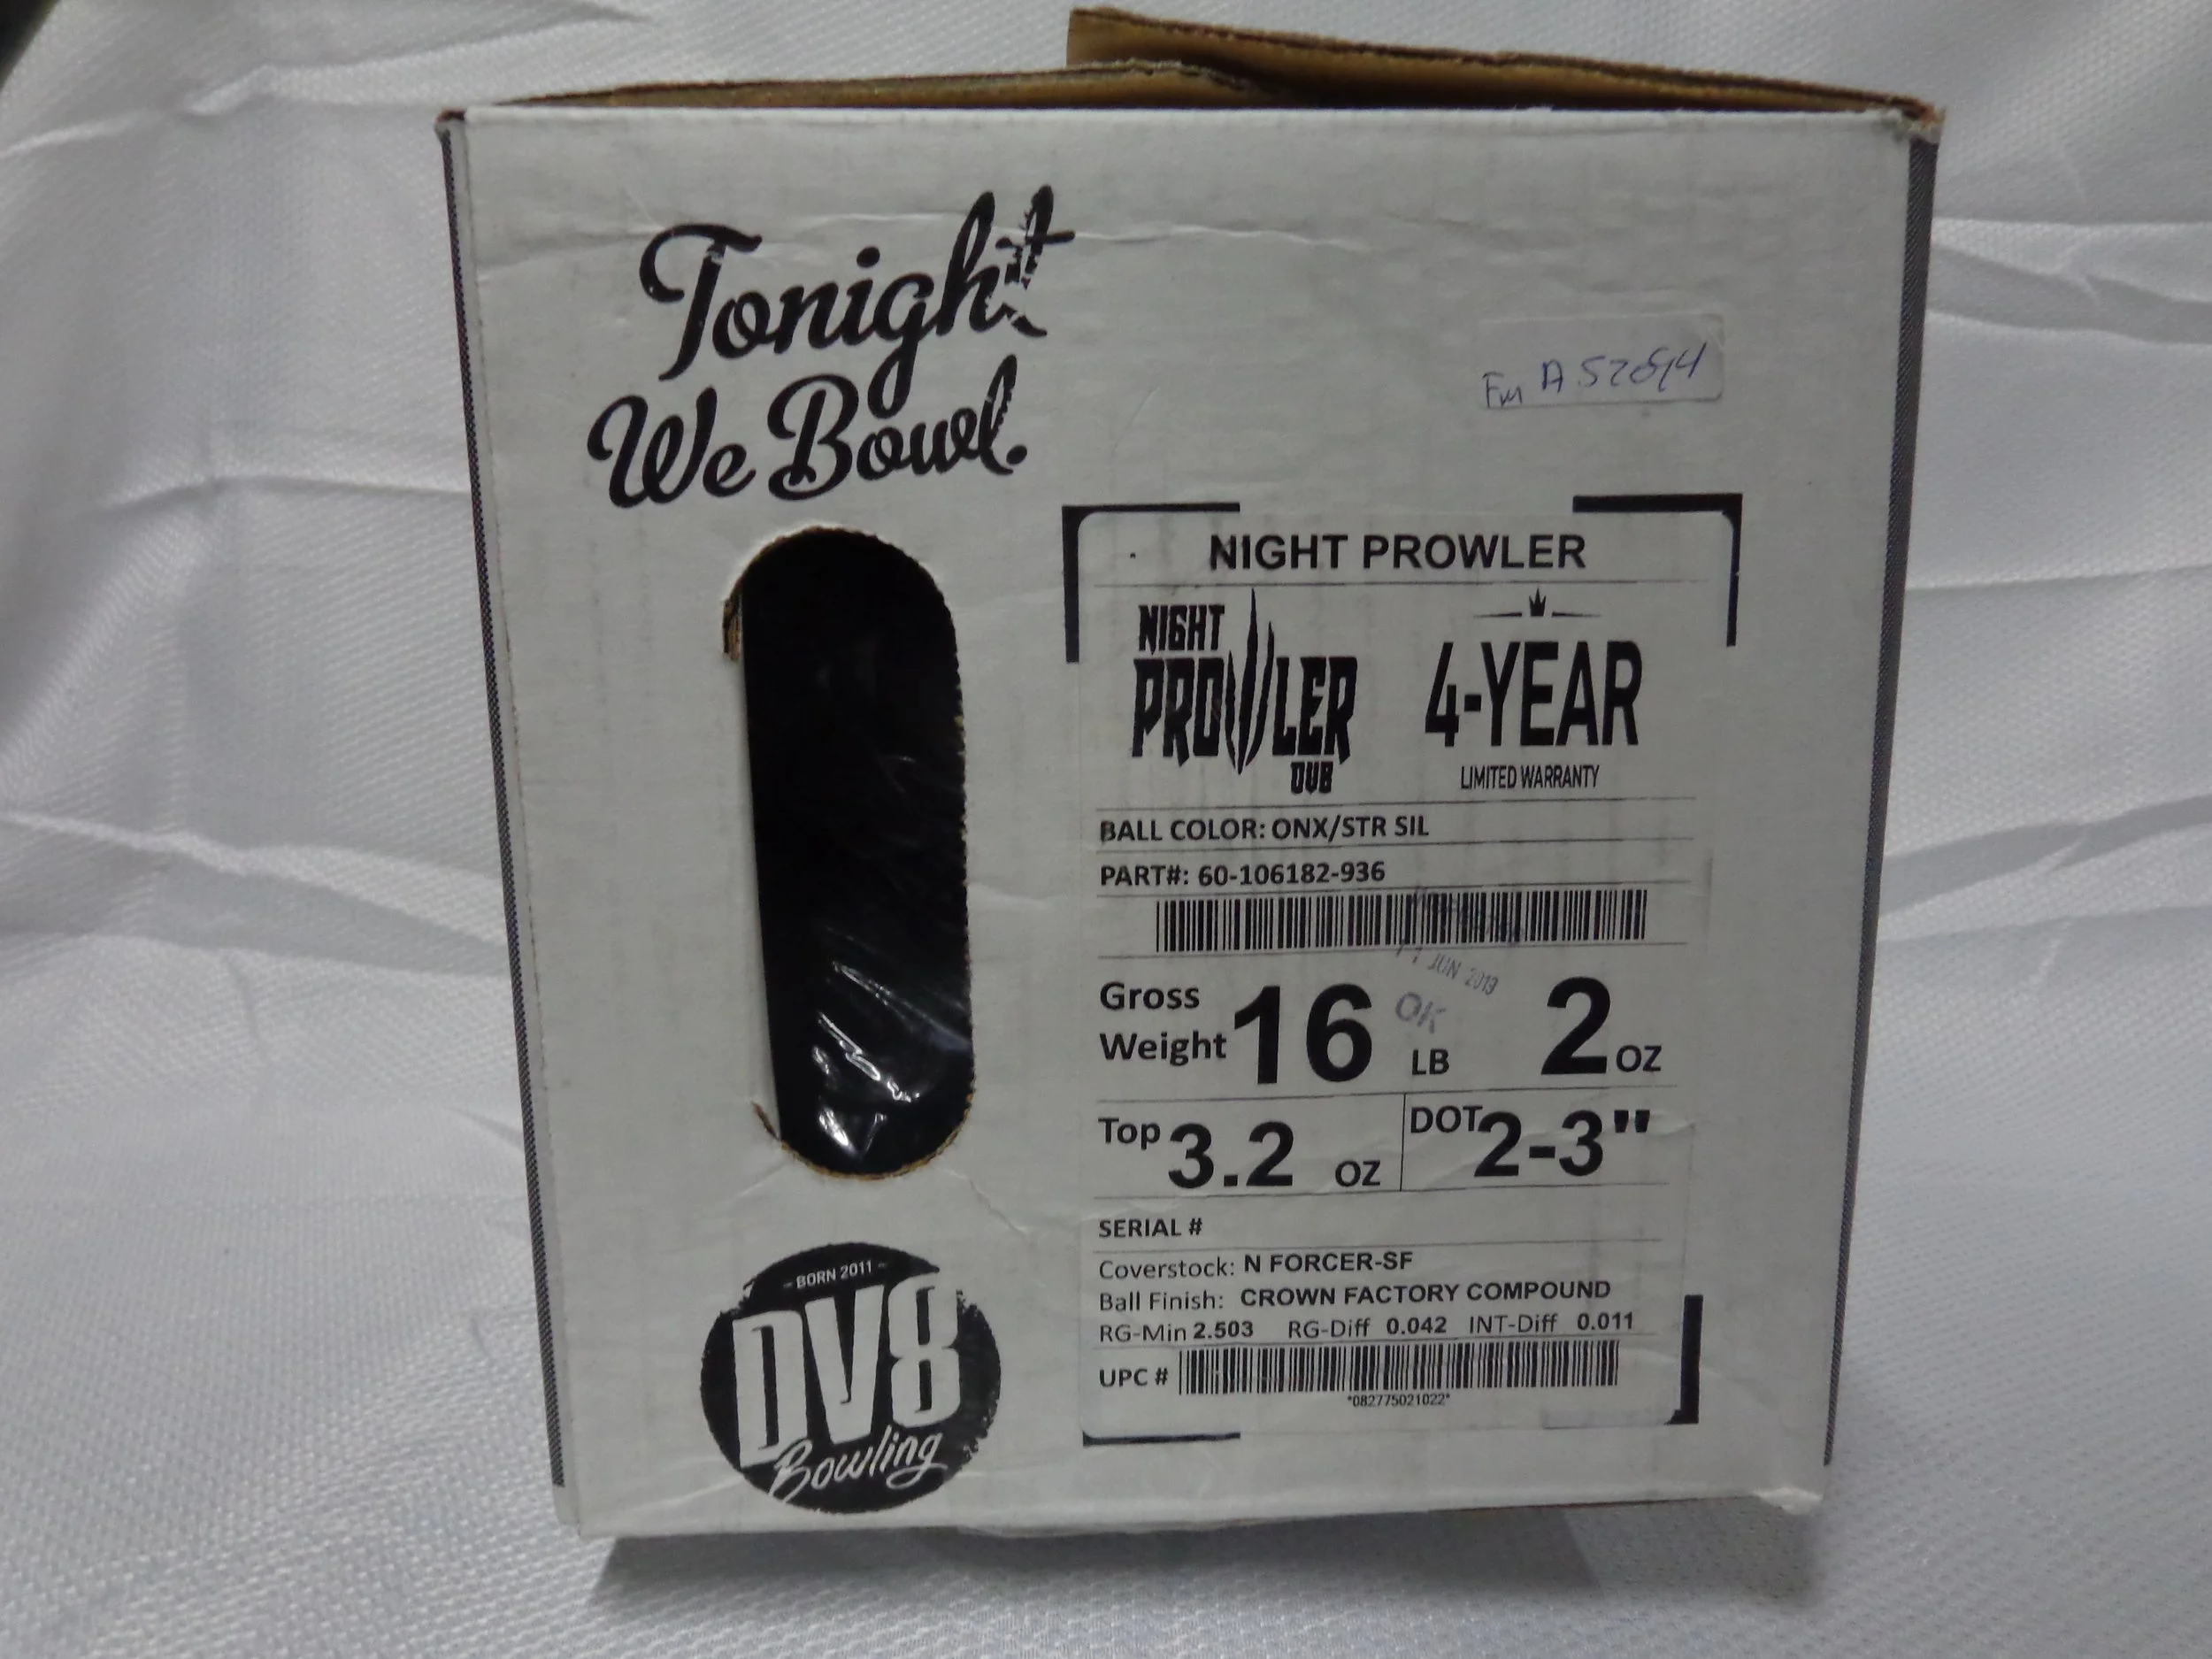 Tonight
We Bowl.
NIGHT PROWLER
NIGHT
PROWLER
DV8
4-YEAR
LIMITED WARRANTY
BALL COLOR: ONX/STR SIL
PART#: 60-106182-936
JUN 2019
OK
Gross
Weight 16 LB 2 OZ
Top 3.2 OZ
DOT 2-3"
SERIAL #
Coverstock: N FORCER-SF
Ball Finish: CROWN FACTORY COMPOUND
RG-Min 2.503 RG-Diff 0.042 INT-Diff 0.011
UPC #
*082775021022*
- BORN 2011 -
DV8
Bowling